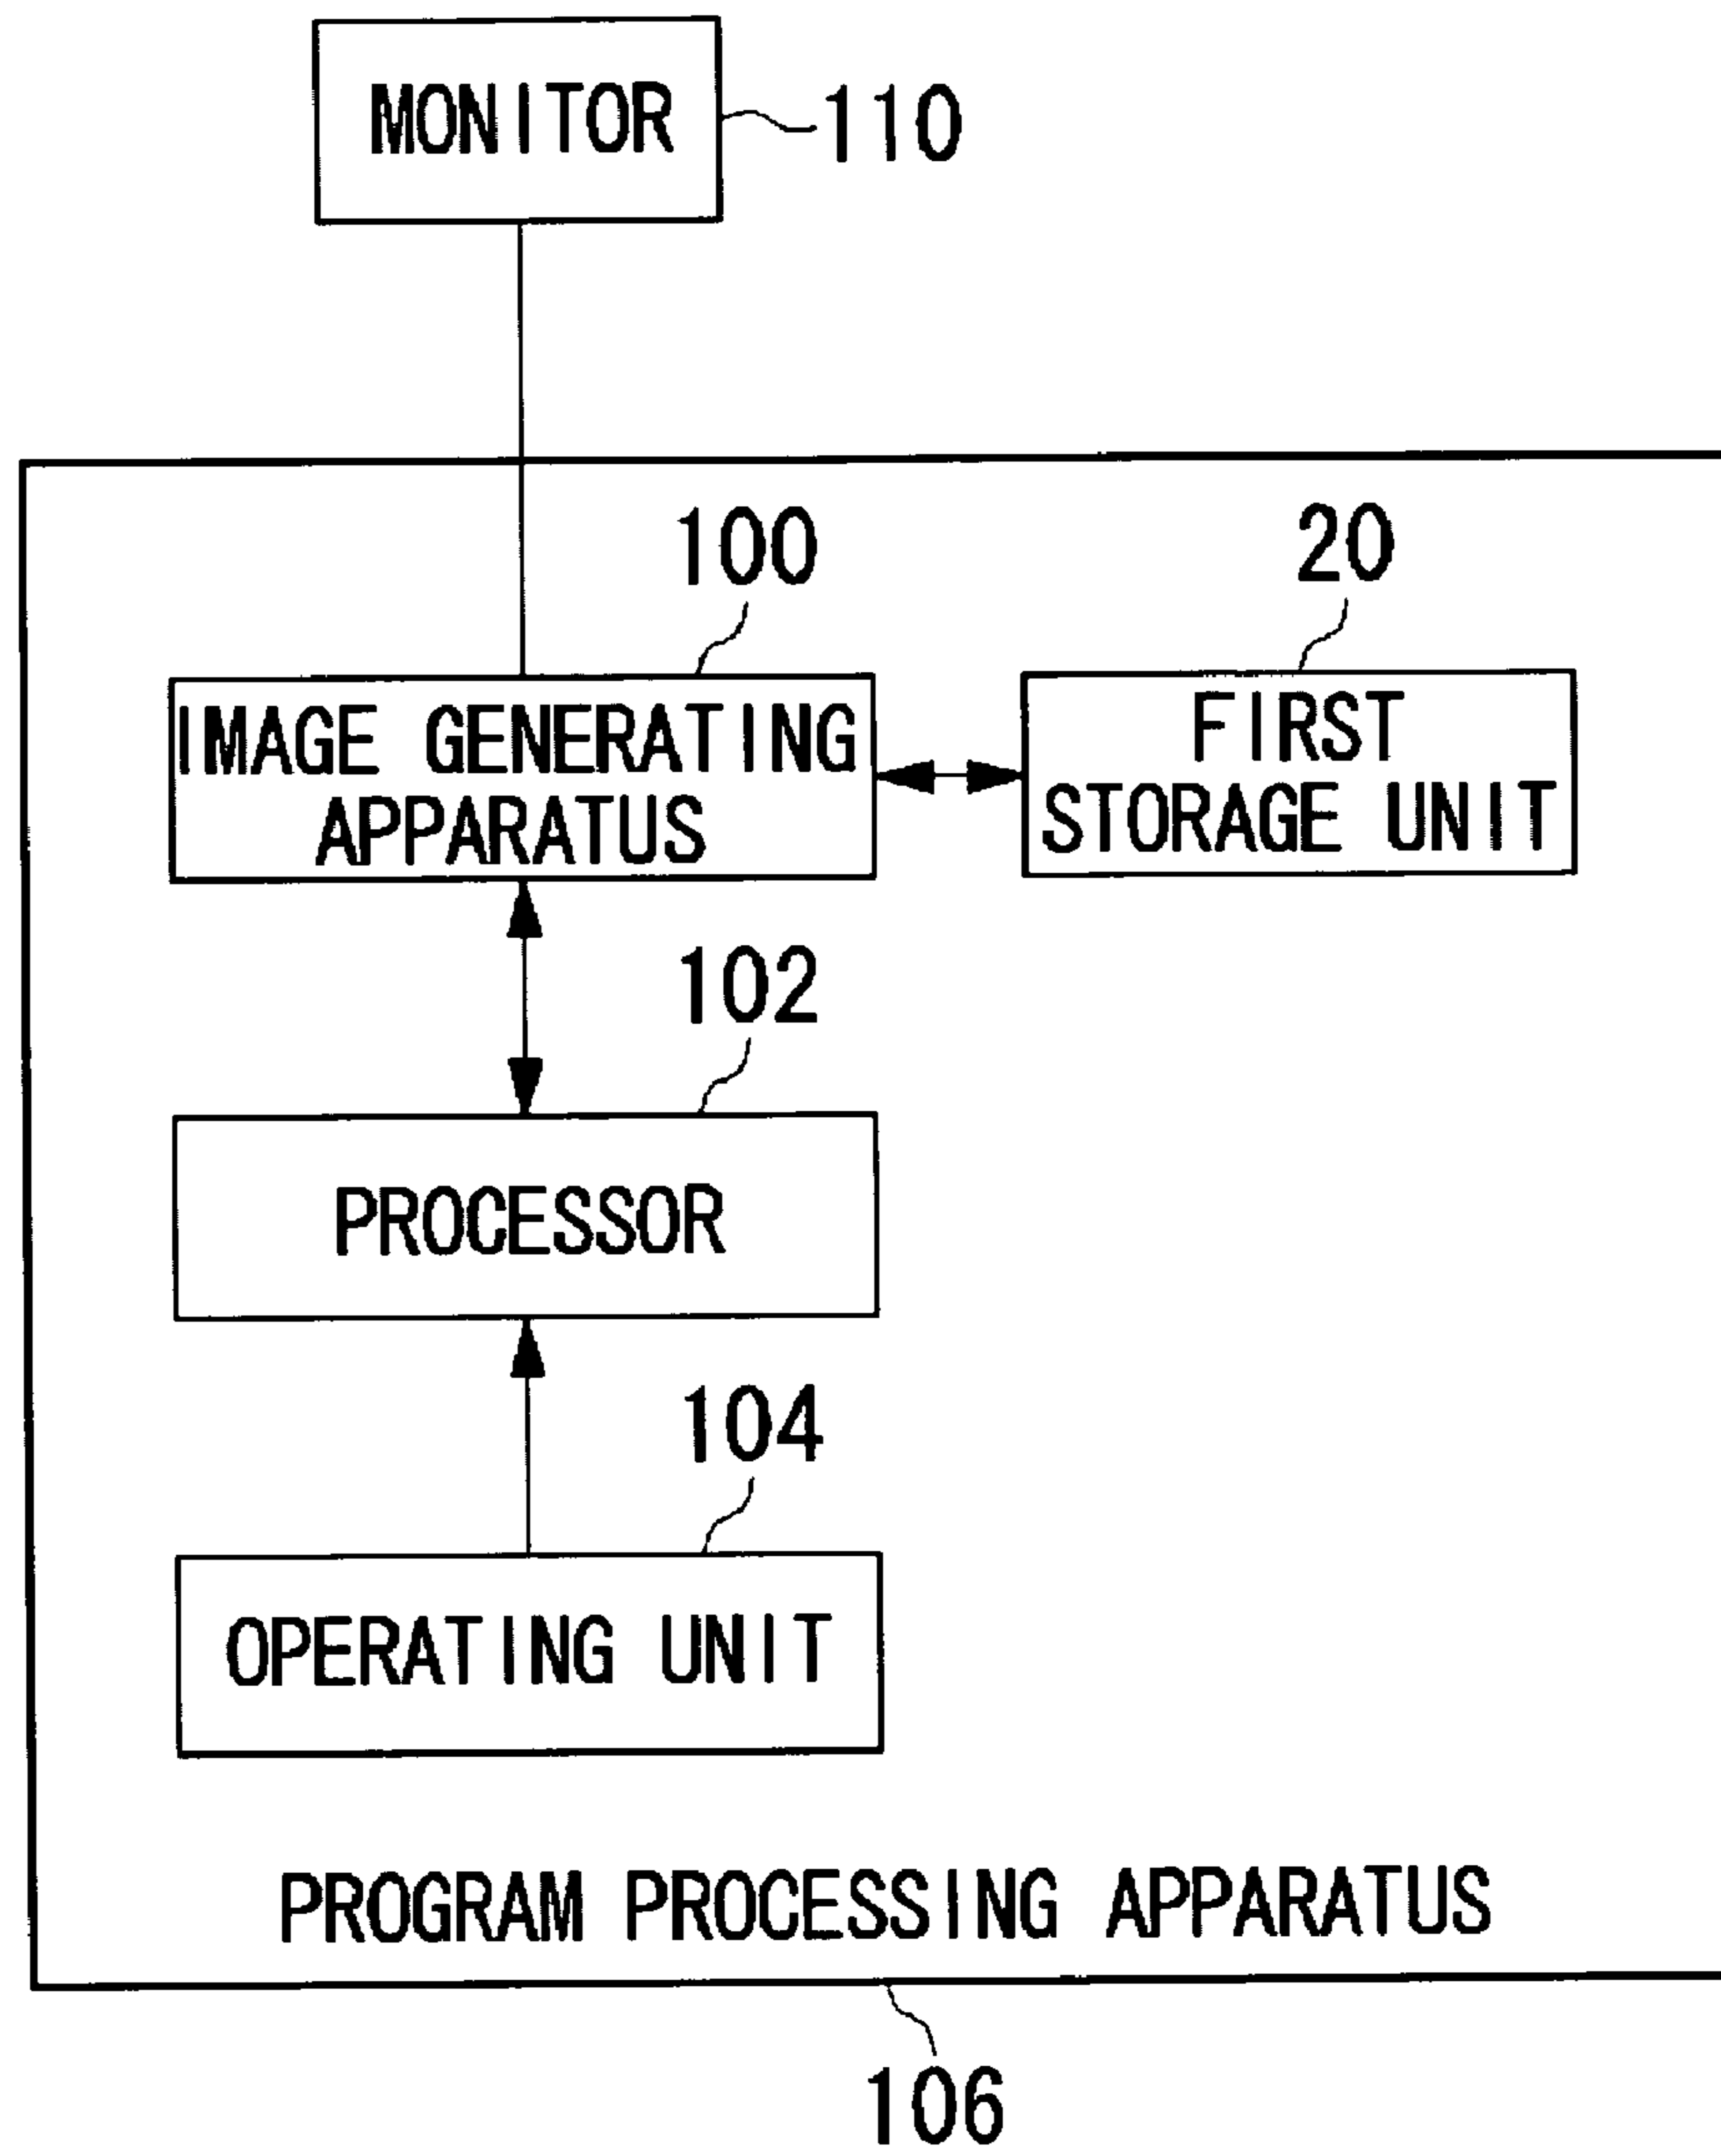 MONITOR
110
100
20
IMAGE GENERATING
APPARATUS
FIRST
STORAGE UNIT
102
PROCESSOR
104
OPERATING UNIT
PROGRAM PROCESSING APPARATUS
106